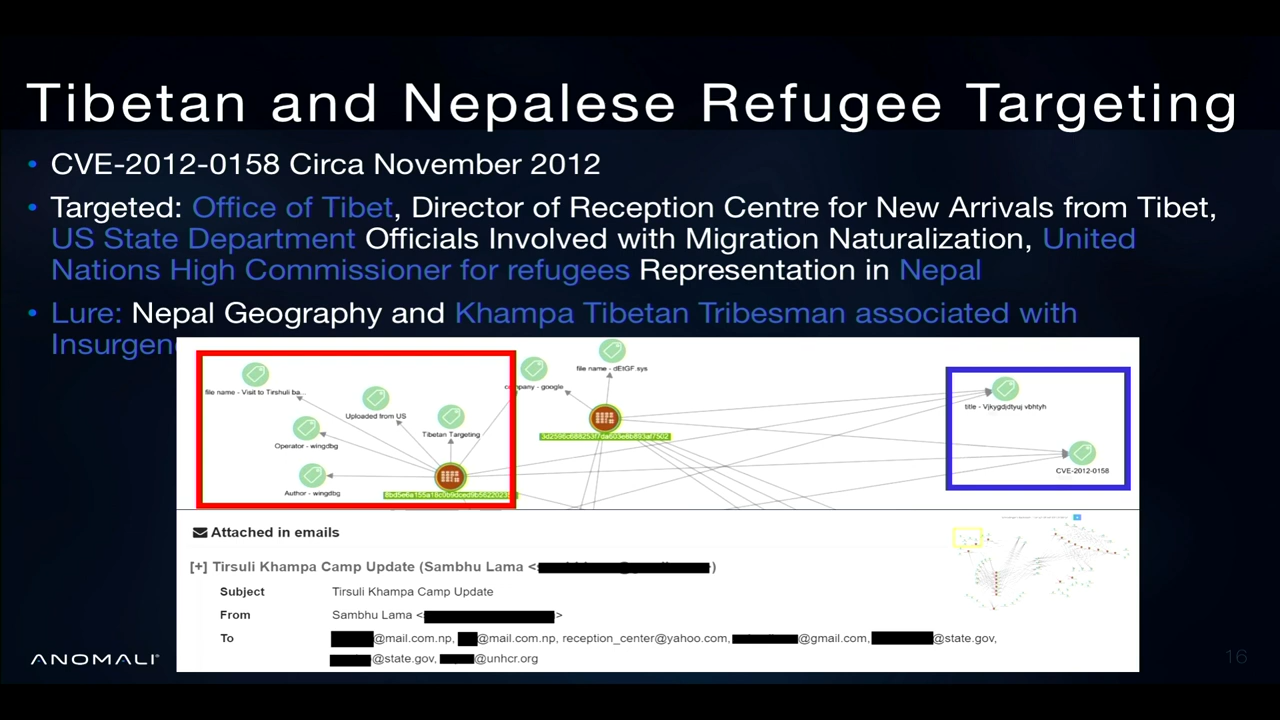 Tibetan and Nepalese Refugee Targeting
• CVE-2012-0158 Circa November 2012
• Targeted: Office of Tibet, Director of Reception Centre for New Arrivals from Tibet,
US State Department Officials Involved with Migration Naturalization, United
Nations High Commissioner for refugees Representation in Nepal
• Lure: Nepal Geography and Khampa Tibetan Tribesman associated with
Insurgen
file name - Visit to Tirshuli ba...
Uploaded from US
Tibetan Targeting
Operator - wingdbg
Author - wingdbg
company - google
file name - dEtGF.sys
title - Vjkygdjdtyuj vbhtyh
CVE-2012-0158
Attached in emails
[+] Tirsuli Khampa Camp Update (Sambhu Lama <
Subject Tirsuli Khampa Camp Update
From Sambhu Lama < >
To @mail.com.np, @mail.com.np, reception_center@yahoo.com, @gmail.com, @state.gov,
@state.gov, @unhcr.org
ANOMALI
16